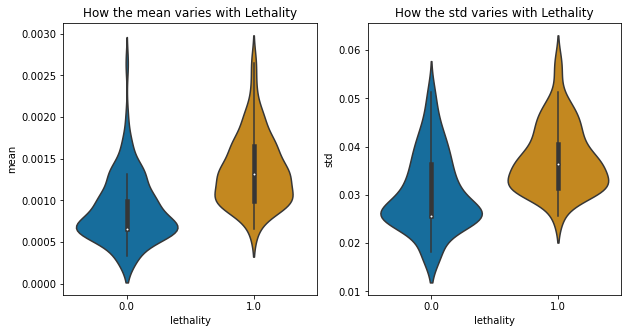 How the mean varies with Lethality
0.0030
0.0025
0.0020
0.0015
0.0010
0.0005
0.0000
mean
0.0
1.0
lethality
How the std varies with Lethality
0.06
0.05
0.04
0.03
0.02
0.01
std
0.0
1.0
lethality